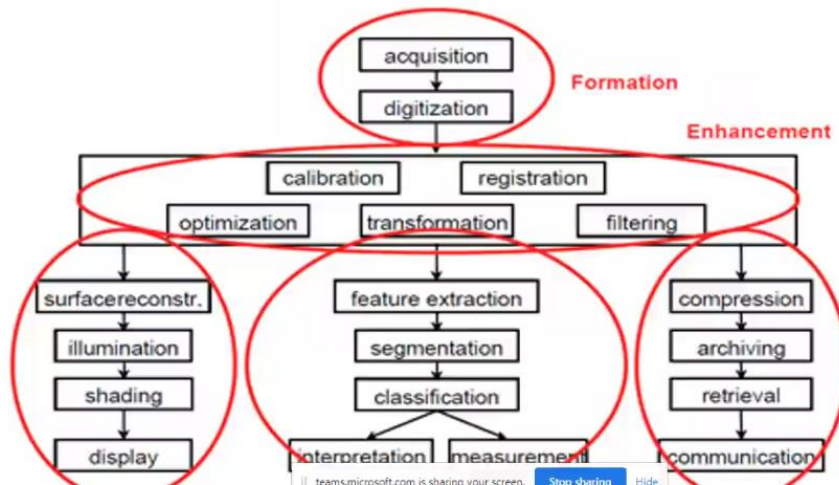 acquisition
Formation
digitization
Enhancement
calibration registration
optimization transformation filtering
surfacereconstr. feature extraction compression
illumination segmentation archiving
shading classification retrieval
display interpretation measurement communication
teams.microsoft.com is sharing your screen. Stop sharing Hide